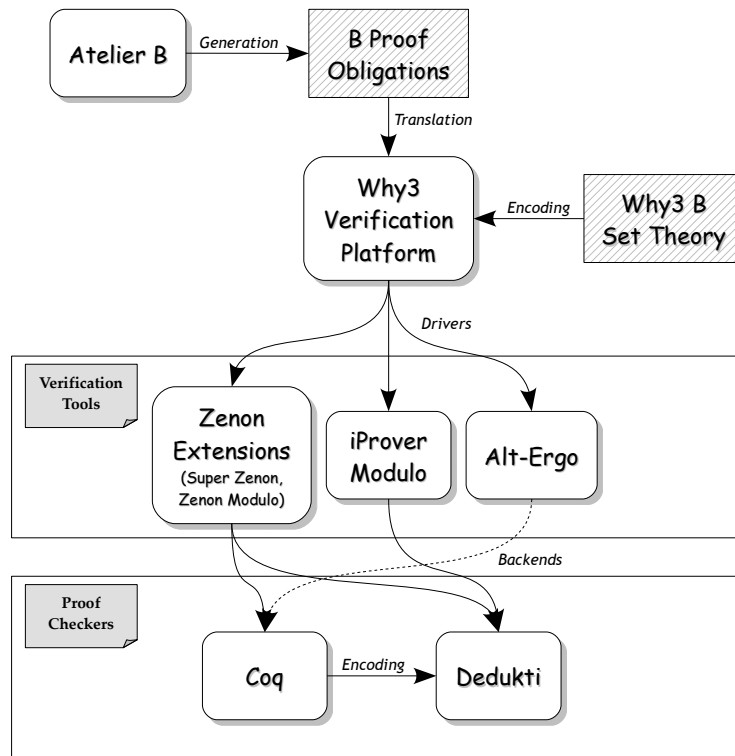 Generation
Atelier B
B Proof
Obligations
Translation
Why3
Verification
Platform
Encoding
Why3 B
Set Theory
Drivers
Verification
Tools
Zenon
Extensions
(Super Zenon,
Zenon Modulo)
iProver
Modulo
Alt-Ergo
Backends
Proof
Checkers
Coq
Encoding
Dedukti